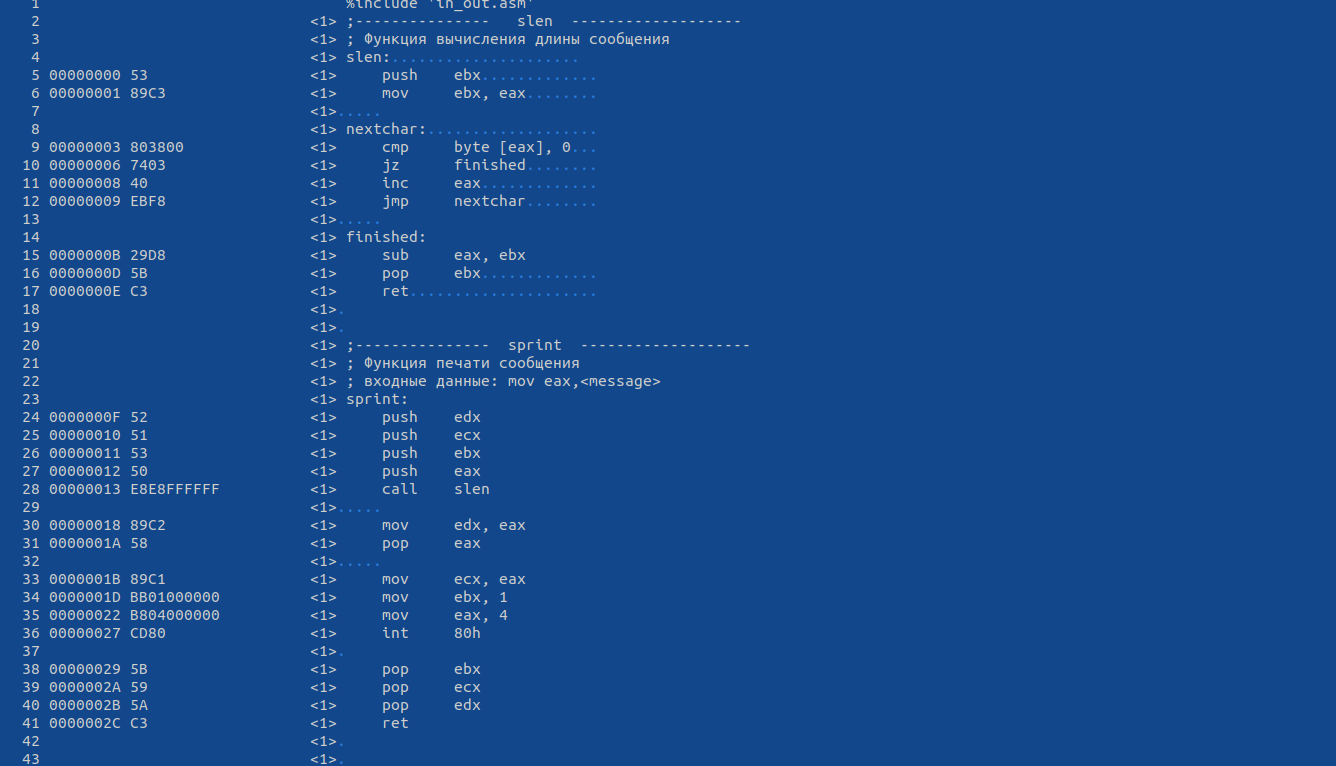 1 %include 'in_out.asm'
2 <1> ;--------------- slen -------------------
3 <1> ; Функция вычисления длины сообщения
4 <1> slen:.....................
5 00000000 53 <1> push ebx.............
6 00000001 89C3 <1> mov ebx, eax........
7 <1>.....
8 <1> nextchar:...................
9 00000003 803800 <1> cmp byte [eax], 0...
10 00000006 7403 <1> jz finished........
11 00000008 40 <1> inc eax.............
12 00000009 EBF8 <1> jmp nextchar........
13 <1>.....
14 <1> finished:
15 0000000B 29D8 <1> sub eax, ebx
16 0000000D 5B <1> pop ebx.............
17 0000000E C3 <1> ret.....................
18 <1>.
19 <1>.
20 <1> ;--------------- sprint -------------------
21 <1> ; Функция печати сообщения
22 <1> ; входные данные: mov eax,<message>
23 <1> sprint:
24 0000000F 52 <1> push edx
25 00000010 51 <1> push ecx
26 00000011 53 <1> push ebx
27 00000012 50 <1> push eax
28 00000013 E8E8FFFFFF <1> call slen
29 <1>.....
30 00000018 89C2 <1> mov edx, eax
31 0000001A 58 <1> pop eax
32 <1>.....
33 0000001B 89C1 <1> mov ecx, eax
34 0000001D BB01000000 <1> mov ebx, 1
35 00000022 B804000000 <1> mov eax, 4
36 00000027 CD80 <1> int 80h
37 <1>.
38 00000029 5B <1> pop ebx
39 0000002A 59 <1> pop ecx
40 0000002B 5A <1> pop edx
41 0000002C C3 <1> ret
42 <1>.
43 <1>.